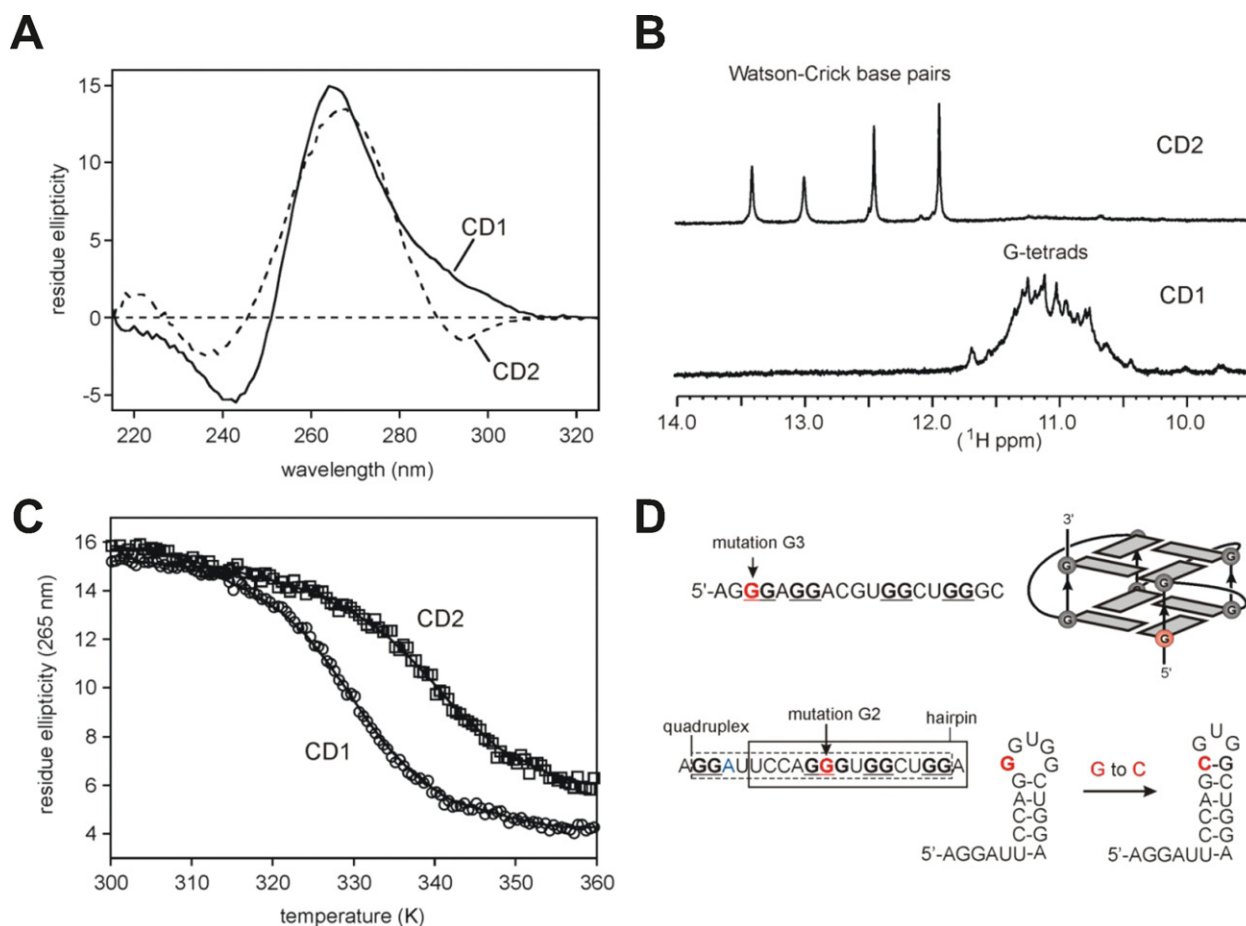 A
15
10
5
0
-5
residue ellipticity
CD1
CD2
220 240 260 280 300 320
wavelength (nm)
B
Watson-Crick base pairs
CD2
G-tetrads
CD1
14.0 13.0 12.0 11.0 10.0
(¹H ppm)
C
16
14
12
10
8
6
4
residue ellipticity (265 nm)
CD2
CD1
300 310 320 330 340 350 360
temperature (K)
D
mutation G3
5'-AGGGAGGACGUGGCUGGGC
3'
G
G
G
G
G
G
5'
quadruplex
mutation G2
hairpin
AGGAUUCCAGGGUGGCUGGA
U
G G
G G
G C
A U
C G
C G
5'-AGGAUU-A
G to C
U
G G
C-G
G-C
A-U
C-G
C-G
5'-AGGAUU-A